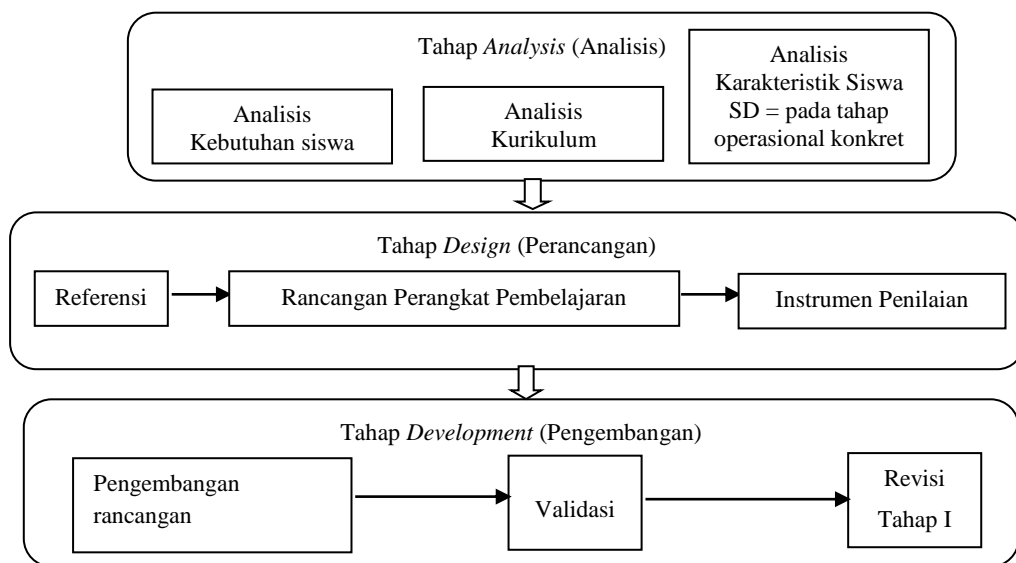 Tahap Analysis (Analisis)
Analisis
Kebutuhan siswa
Analisis
Kurikulum
Analisis
Karakteristik Siswa
SD = pada tahap
operasional konkret
Tahap Design (Perancangan)
Referensi
Rancangan Perangkat Pembelajaran
Instrumen Penilaian
Tahap Development (Pengembangan)
Pengembangan
rancangan
Validasi
Revisi
Tahap I